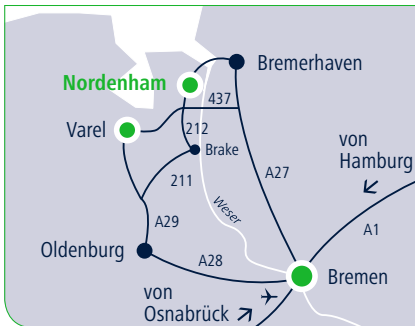 Bremerhaven
Nordenham
437
Varel
212
Brake
von
Hamburg
211
A27
Weser
A29
A1
Oldenburg
A28
Bremen
von
Osnabrück